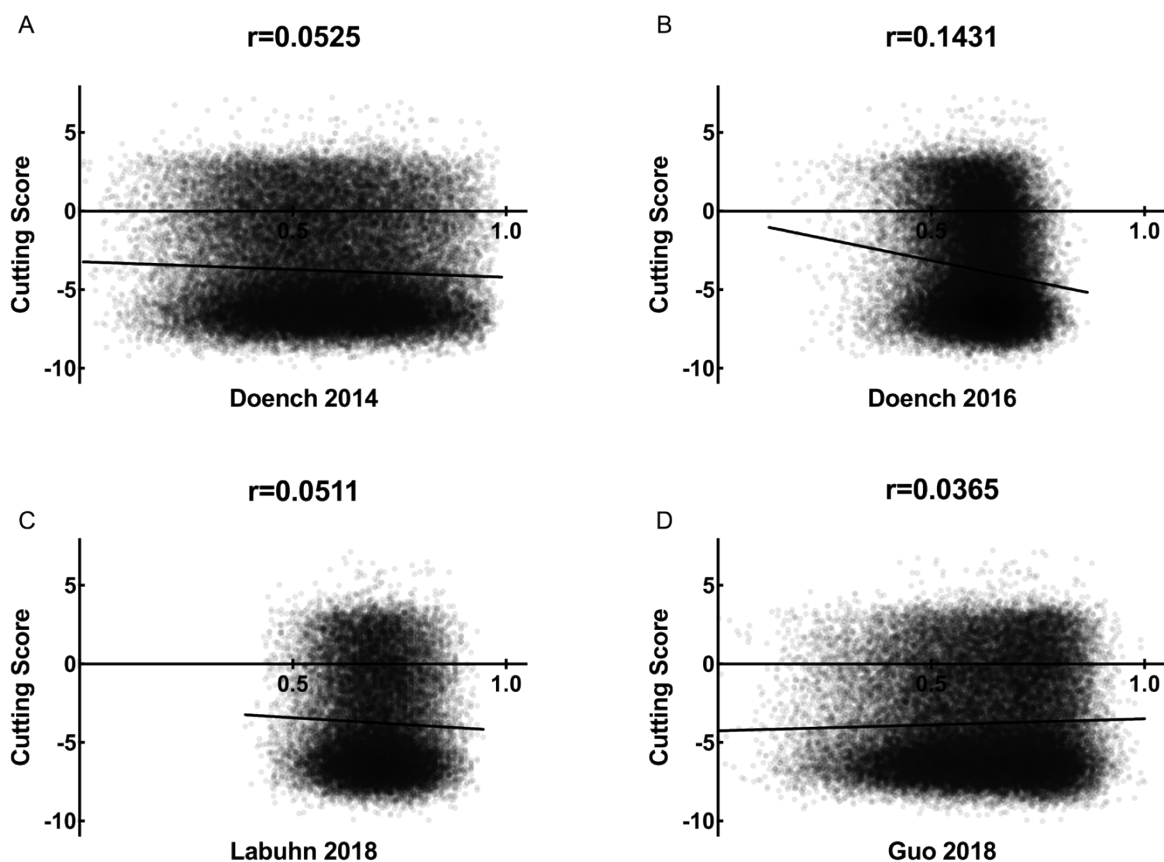 A
r=0.0525
Cutting Score
5
0
-5
-10
0.5
1.0
Doench 2014
B
r=0.1431
Cutting Score
5
0
-5
-10
0.5
1.0
Doench 2016
C
r=0.0511
Cutting Score
5
0
-5
-10
0.5
1.0
Labuhn 2018
D
r=0.0365
Cutting Score
5
0
-5
-10
0.5
1.0
Guo 2018